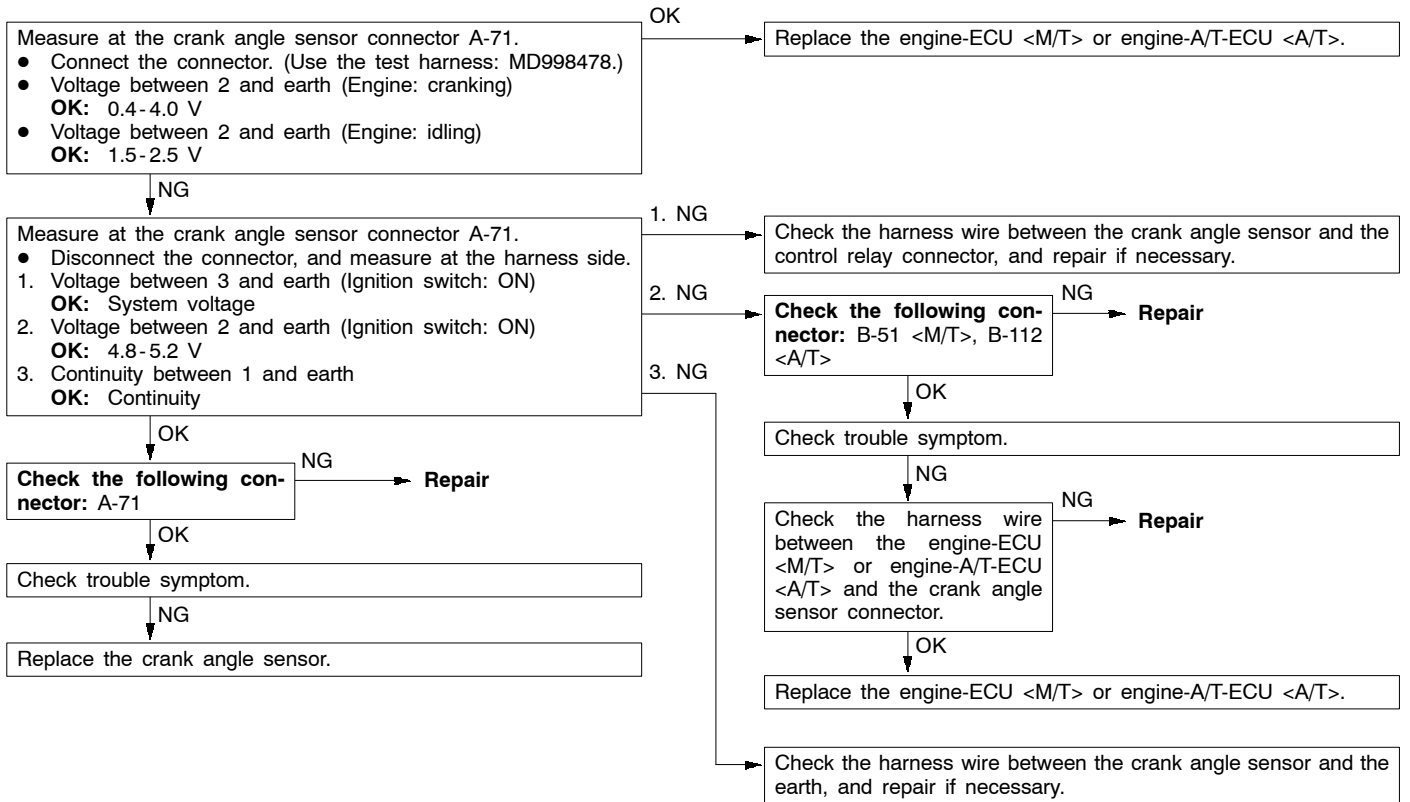 Measure at the crank angle sensor connector A-71.
● Connect the connector. (Use the test harness: MD998478.)
● Voltage between 2 and earth (Engine: cranking)
OK: 0.4-4.0 V
● Voltage between 2 and earth (Engine: idling)
OK: 1.5-2.5 V
OK
Replace the engine-ECU <M/T> or engine-A/T-ECU <A/T>.
NG
Measure at the crank angle sensor connector A-71.
● Disconnect the connector, and measure at the harness side.
1. Voltage between 3 and earth (Ignition switch: ON)
OK: System voltage
2. Voltage between 2 and earth (Ignition switch: ON)
OK: 4.8-5.2 V
3. Continuity between 1 and earth
OK: Continuity
1. NG
Check the harness wire between the crank angle sensor and the
control relay connector, and repair if necessary.
2. NG
Check the following con-
nector: B-51 <M/T>, B-112
<A/T>
NG
Repair
OK
Check trouble symptom.
NG
Check the harness wire
between the engine-ECU
<M/T> or engine-A/T-ECU
<A/T> and the crank angle
sensor connector.
NG
Repair
OK
Replace the engine-ECU <M/T> or engine-A/T-ECU <A/T>.
3. NG
Check the harness wire between the crank angle sensor and the
earth, and repair if necessary.
OK
Check the following con-
nector: A-71
NG
Repair
OK
Check trouble symptom.
NG
Replace the crank angle sensor.